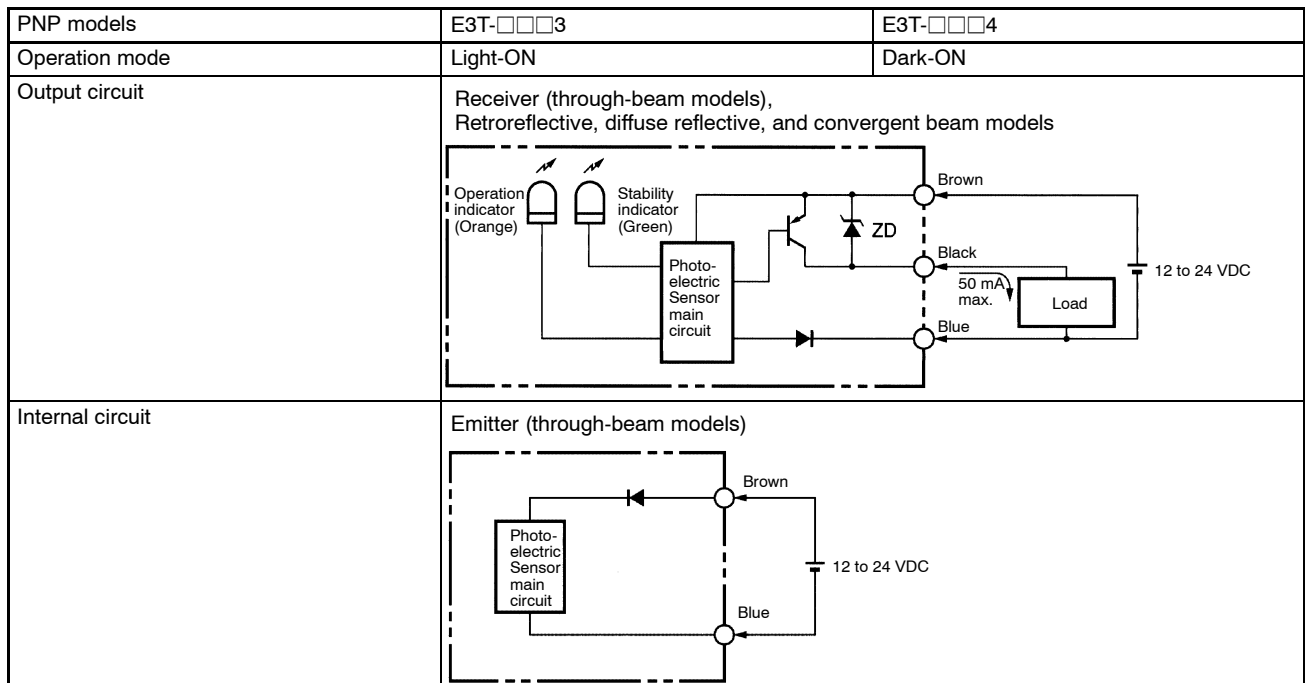 PNP models
E3T-□□□3
E3T-□□□4
Operation mode
Light-ON
Dark-ON
Output circuit
Receiver (through-beam models),
Retroreflective, diffuse reflective, and convergent beam models
Operation
indicator
(Orange)
Stability
indicator
(Green)
Photo-
electric
Sensor
main
circuit
ZD
Brown
Black
50 mA
max.
Load
Blue
12 to 24 VDC
Internal circuit
Emitter (through-beam models)
Photo-
electric
Sensor
main
circuit
Brown
Blue
12 to 24 VDC